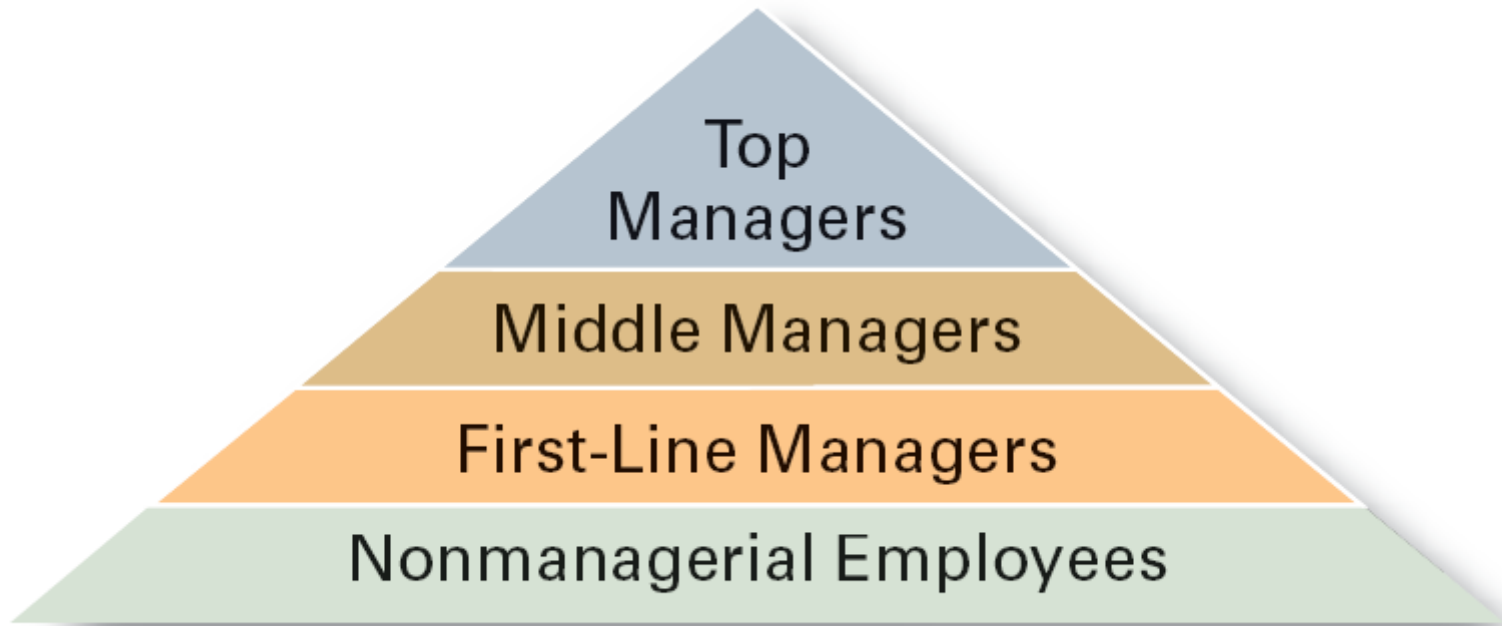 Top
Managers
Middle Managers
First-Line Managers
Nonmanagerial Employees